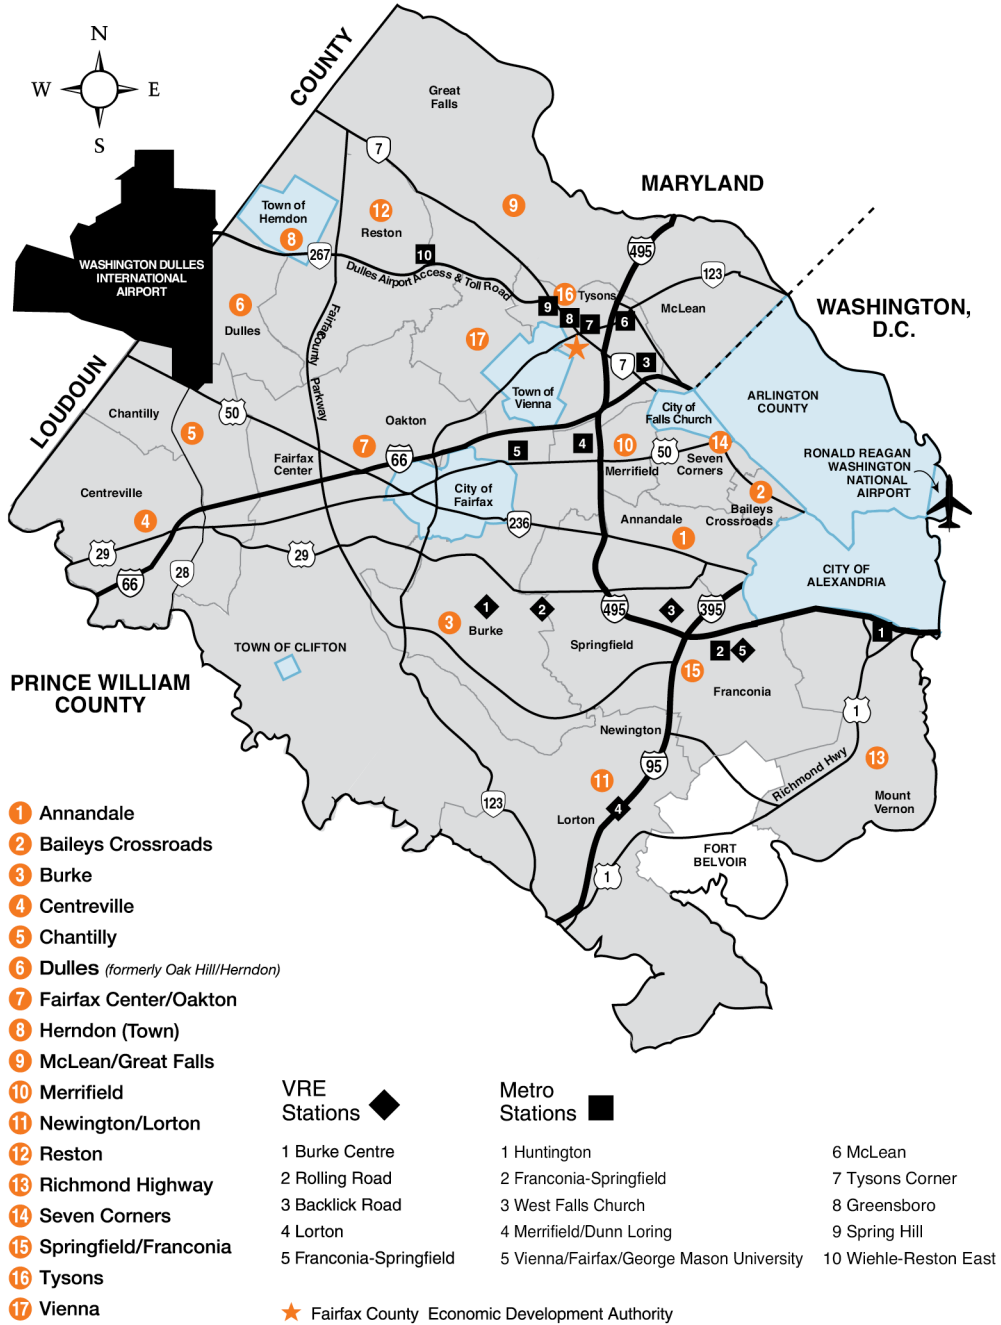 N
W E
S
LOUDOUN COUNTY
Great
Falls
7
MARYLAND
Town of
Herndon
8
12
Reston
9
267
10
495
123
Dulles Airport Access & Toll Road
WASHINGTON DULLES
INTERNATIONAL
AIRPORT
6
Dulles
Fairfax County Parkway
16 Tysons
9
8
7
6
McLean
WASHINGTON,
D.C.
17
7
3
Town of
Vienna
ARLINGTON
COUNTY
Chantilly
50
5
Oakton
7
66
City of
Falls Church
10
Merrifield
50
14
Seven
Corners
4
5
RONALD REAGAN
WASHINGTON
NATIONAL
AIRPORT
Fairfax
Center
City of
Fairfax
Centreville
4
2
Baileys
Crossroads
236
Annandale
1
29
29
66
28
CITY OF
ALEXANDRIA
3
Burke
1
2
495
3
395
Springfield
2
5
1
15
Franconia
TOWN OF CLIFTON
PRINCE WILLIAM
COUNTY
1
Newington
95
11
Richmond Hwy
13
Mount
Vernon
123
4
Lorton
FORT
BELVOIR
1
1 Annandale
2 Baileys Crossroads
3 Burke
4 Centreville
5 Chantilly
6 Dulles (formerly Oak Hill/Herndon)
7 Fairfax Center/Oakton
8 Herndon (Town)
9 McLean/Great Falls
10 Merrifield
11 Newington/Lorton
12 Reston
13 Richmond Highway
14 Seven Corners
15 Springfield/Franconia
16 Tysons
17 Vienna
VRE
Stations
1 Burke Centre
2 Rolling Road
3 Backlick Road
4 Lorton
5 Franconia-Springfield
Metro
Stations
1 Huntington
2 Franconia-Springfield
3 West Falls Church
4 Merrifield/Dunn Loring
5 Vienna/Fairfax/George Mason University
6 McLean
7 Tysons Corner
8 Greensboro
9 Spring Hill
10 Wiehle-Reston East
Fairfax County Economic Development Authority